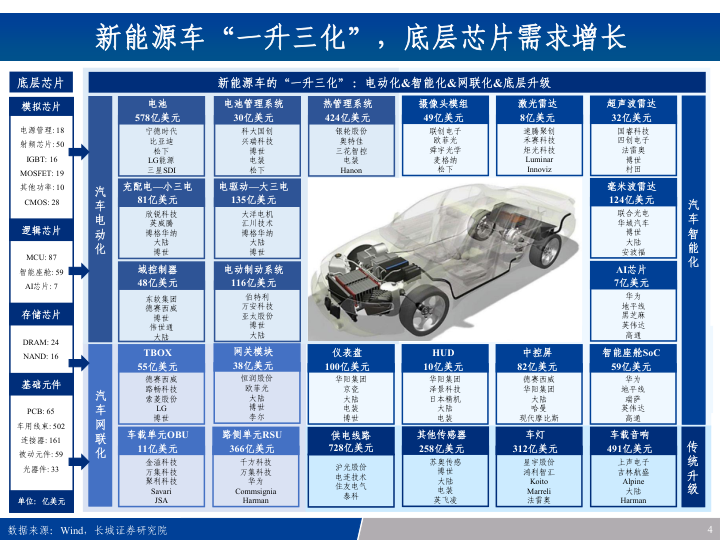 新能源车“一升三化”，底层芯片需求增长
底层芯片
模拟芯片
电源管理: 18
射频芯片: 50
IGBT: 16
MOSFET: 19
其他功率: 10
CMOS: 28
逻辑芯片
MCU: 87
智能座舱: 59
AI芯片: 7
存储芯片
DRAM: 24
NAND: 16
基础元件
PCB: 65
车用线束: 502
连接器: 161
被动元件: 59
光器件: 33
单位：亿美元
新能源车的“一升三化”：电动化&智能化&网联化&底层升级
汽车电动化
电池
578亿美元
宁德时代
比亚迪
松下
LG能源
三星SDI
电池管理系统
30亿美元
科大国创
兴瑞科技
博世
电装
松下
热管理系统
424亿美元
银轮股份
奥特佳
三花智控
电装
Hanon
摄像头模组
49亿美元
联创电子
欧菲光
舜宇光学
麦格纳
松下
激光雷达
8亿美元
速腾聚创
禾赛科技
炬光科技
Luminar
Innoviz
超声波雷达
32亿美元
国睿科技
四创电子
法雷奥
博世
村田
充配电—小三电
81亿美元
欣锐科技
英威腾
博格华纳
大陆
博世
电驱动—大三电
135亿美元
大洋电机
汇川技术
博格华纳
大陆
博世
毫米波雷达
124亿美元
联合光电
华域汽车
博世
大陆
安波福
汽车智能化
域控制器
48亿美元
东软集团
德赛西威
博世
伟世通
大陆
电动制动系统
116亿美元
伯特利
万安科技
亚太股份
博世
大陆
AI芯片
7亿美元
华为
地平线
黑芝麻
英伟达
高通
汽车网联化
TBOX
55亿美元
德赛西威
路畅科技
索菱股份
LG
博世
网关模块
38亿美元
恒润股份
欧菲光
大陆
博世
李尔
仪表盘
100亿美元
华阳集团
京瓷
大陆
电装
博世
HUD
10亿美元
华阳集团
泽景科技
日本精机
大陆
电装
中控屏
82亿美元
德赛西威
华阳集团
大陆
哈曼
现代摩比斯
智能座舱SoC
59亿美元
华为
地平线
瑞萨
英伟达
高通
车载单元OBU
11亿美元
金溢科技
万集科技
聚利科技
Savari
JSA
路侧单元RSU
366亿美元
千方科技
万集科技
华为
Commsignia
Harman
供电线路
728亿美元
沪光股份
电连技术
住友电气
泰科
其他传感器
258亿美元
苏奥传感
博世
大陆
电装
英飞凌
车灯
312亿美元
星宇股份
鸿利智汇
Koito
Marreli
法雷奥
车载音响
491亿美元
上声电子
吉林航盛
Alpine
大陆
Harman
传统升级
数据来源：Wind，长城证券研究院
4